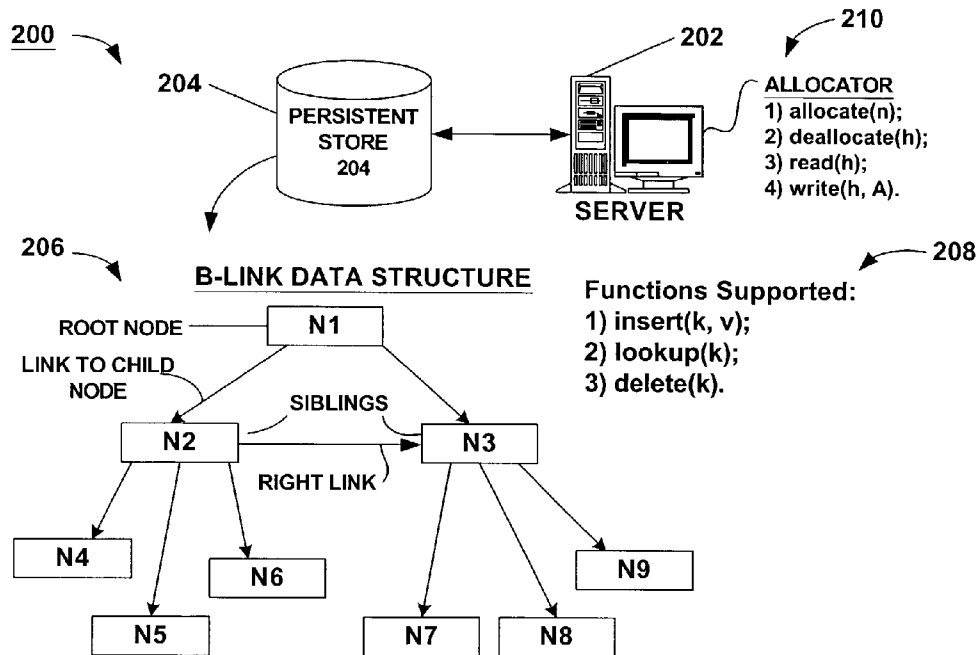 200
204
PERSISTENT
STORE
204
202
SERVER
210
ALLOCATOR
1) allocate(n);
2) deallocate(h);
3) read(h);
4) write(h, A).
206
B-LINK DATA STRUCTURE
208
Functions Supported:
1) insert(k, v);
2) lookup(k);
3) delete(k).
ROOT NODE
N1
LINK TO CHILD
NODE
SIBLINGS
N2
N3
RIGHT LINK
N4
N6
N9
N5
N7
N8